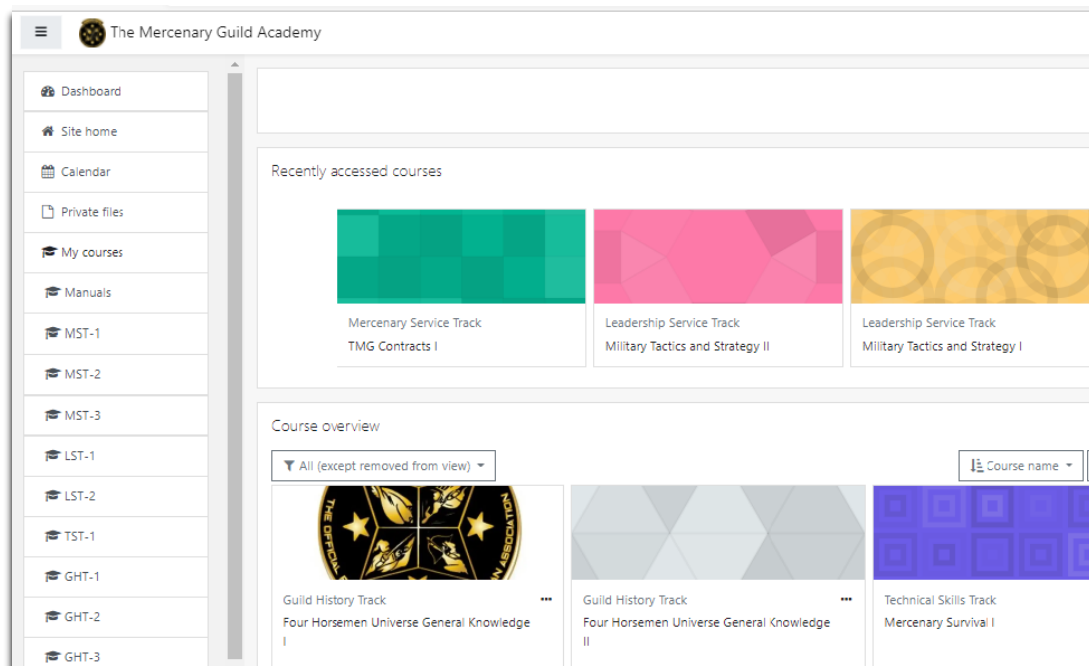 The Mercenary Guild Academy
Dashboard
Site home
Calendar
Private files
My courses
Manuals
MST-1
MST-2
MST-3
LST-1
LST-2
TST-1
GHT-1
GHT-2
GHT-3
Recently accessed courses
Mercenary Service Track
TMG Contracts I
Leadership Service Track
Military Tactics and Strategy II
Leadership Service Track
Military Tactics and Strategy I
Course overview
All (except removed from view)
Course name
THE OFFICIAL
AN ASSOCIATION
Guild History Track
Four Horsemen Universe General Knowledge
I
Guild History Track
Four Horsemen Universe General Knowledge
II
Technical Skills Track
Mercenary Survival I